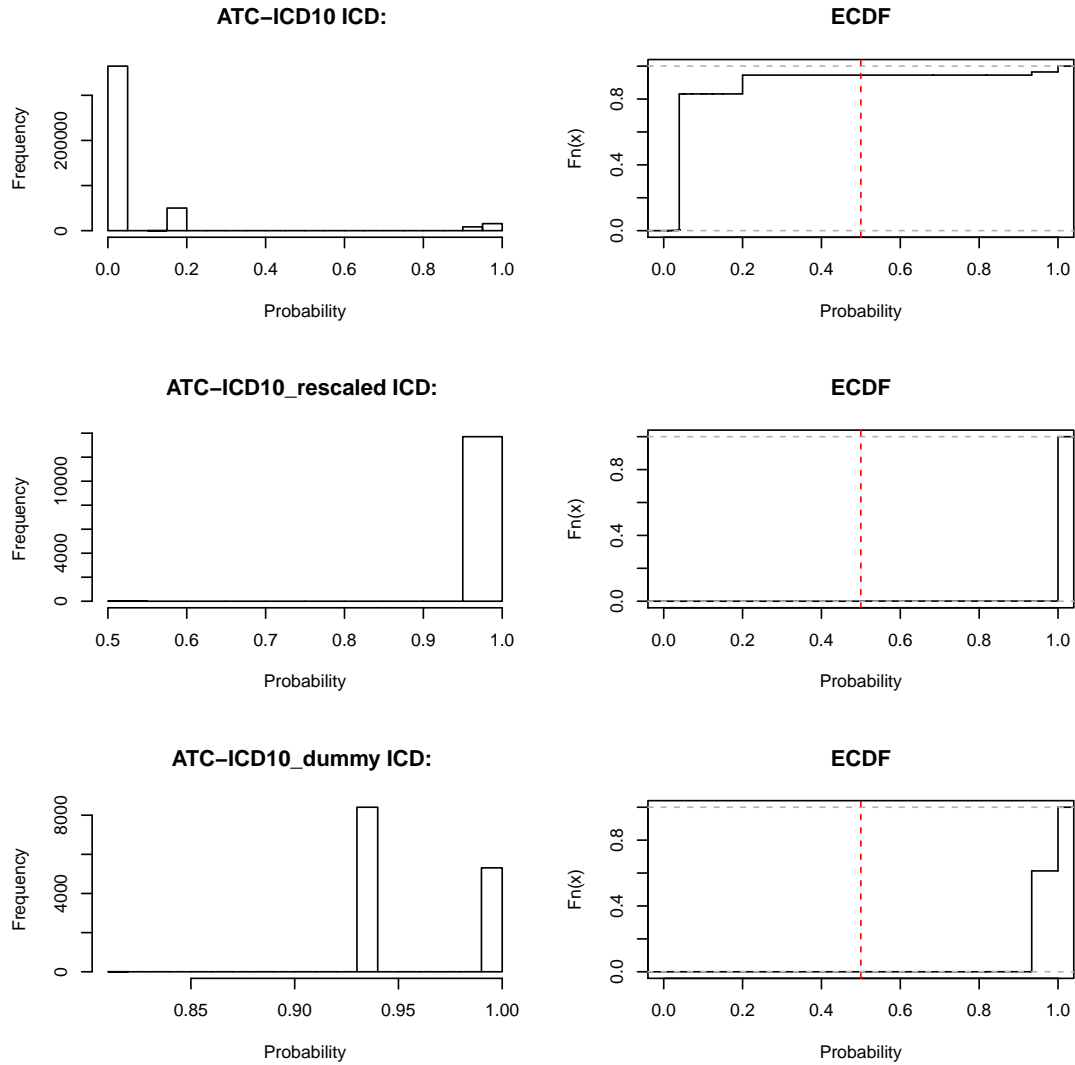 ATC−ICD10 ICD:
ECDF
Frequency
0
200000
0.0 0.2 0.4 0.6 0.8 1.0
Probability
Fn(x)
0.0 0.4 0.8
0.0 0.2 0.4 0.6 0.8 1.0
Probability
ATC−ICD10_rescaled ICD:
ECDF
Frequency
0 4000 10000
0.5 0.6 0.7 0.8 0.9 1.0
Probability
Fn(x)
0.0 0.4 0.8
0.0 0.2 0.4 0.6 0.8 1.0
Probability
ATC−ICD10_dummy ICD:
ECDF
Frequency
0 4000 8000
0.85 0.90 0.95 1.00
Probability
Fn(x)
0.0 0.4 0.8
0.0 0.2 0.4 0.6 0.8 1.0
Probability